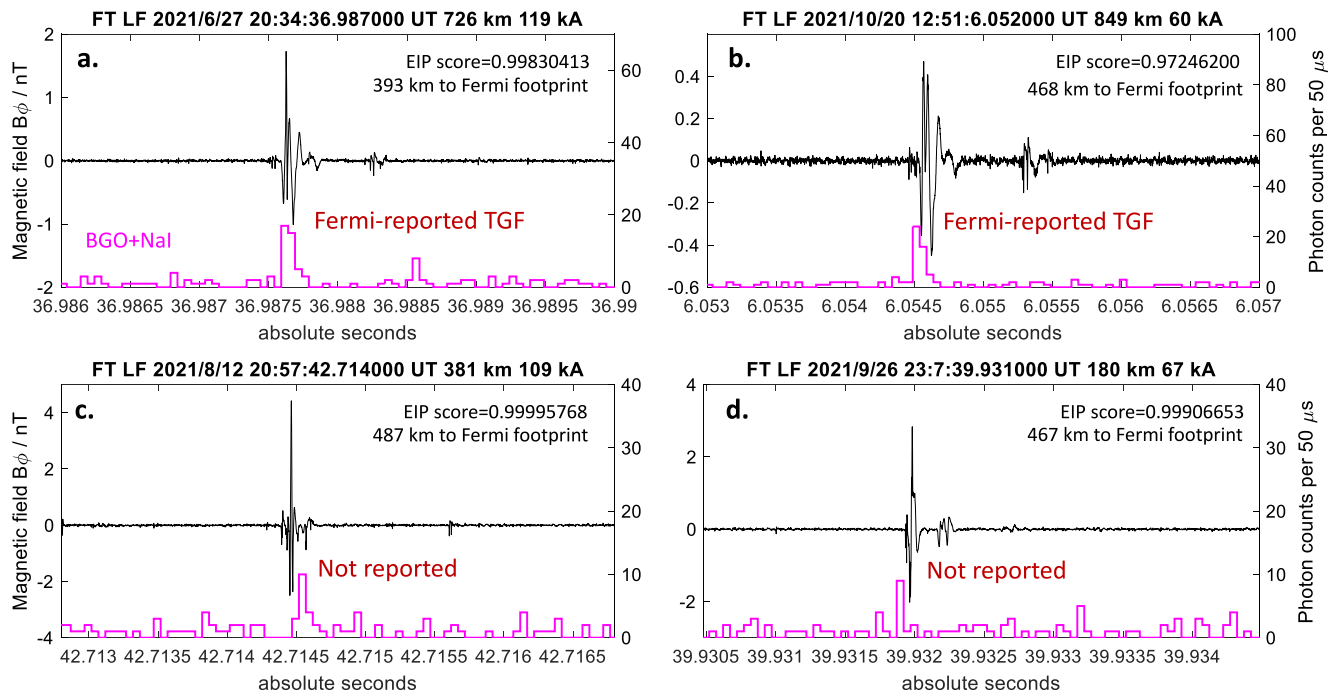 FT LF 2021/6/27 20:34:36.987000 UT 726 km 119 kA
a.
EIP score=0.99830413
393 km to Fermi footprint
Magnetic field Bϕ / nT
2
1
0
-1
-2
60
40
20
0
Fermi-reported TGF
BGO+NaI
36.986 36.9865 36.987 36.9875 36.988 36.9885 36.989 36.9895 36.99
absolute seconds
FT LF 2021/10/20 12:51:6.052000 UT 849 km 60 kA
b.
EIP score=0.97246200
468 km to Fermi footprint
0.4
0.2
0
-0.2
-0.4
-0.6
100
80
60
40
20
0
Photon counts per 50 μs
Fermi-reported TGF
6.053 6.0535 6.054 6.0545 6.055 6.0555 6.056 6.0565 6.057
absolute seconds
FT LF 2021/8/12 20:57:42.714000 UT 381 km 109 kA
c.
EIP score=0.99995768
487 km to Fermi footprint
Magnetic field Bϕ / nT
4
2
0
-2
-4
40
30
20
10
0
Not reported
42.713 42.7135 42.714 42.7145 42.715 42.7155 42.716 42.7165
absolute seconds
FT LF 2021/9/26 23:7:39.931000 UT 180 km 67 kA
d.
EIP score=0.99906653
467 km to Fermi footprint
4
2
0
-2
40
30
20
10
0
Photon counts per 50 μs
Not reported
39.9305 39.931 39.9315 39.932 39.9325 39.933 39.9335 39.934
absolute seconds